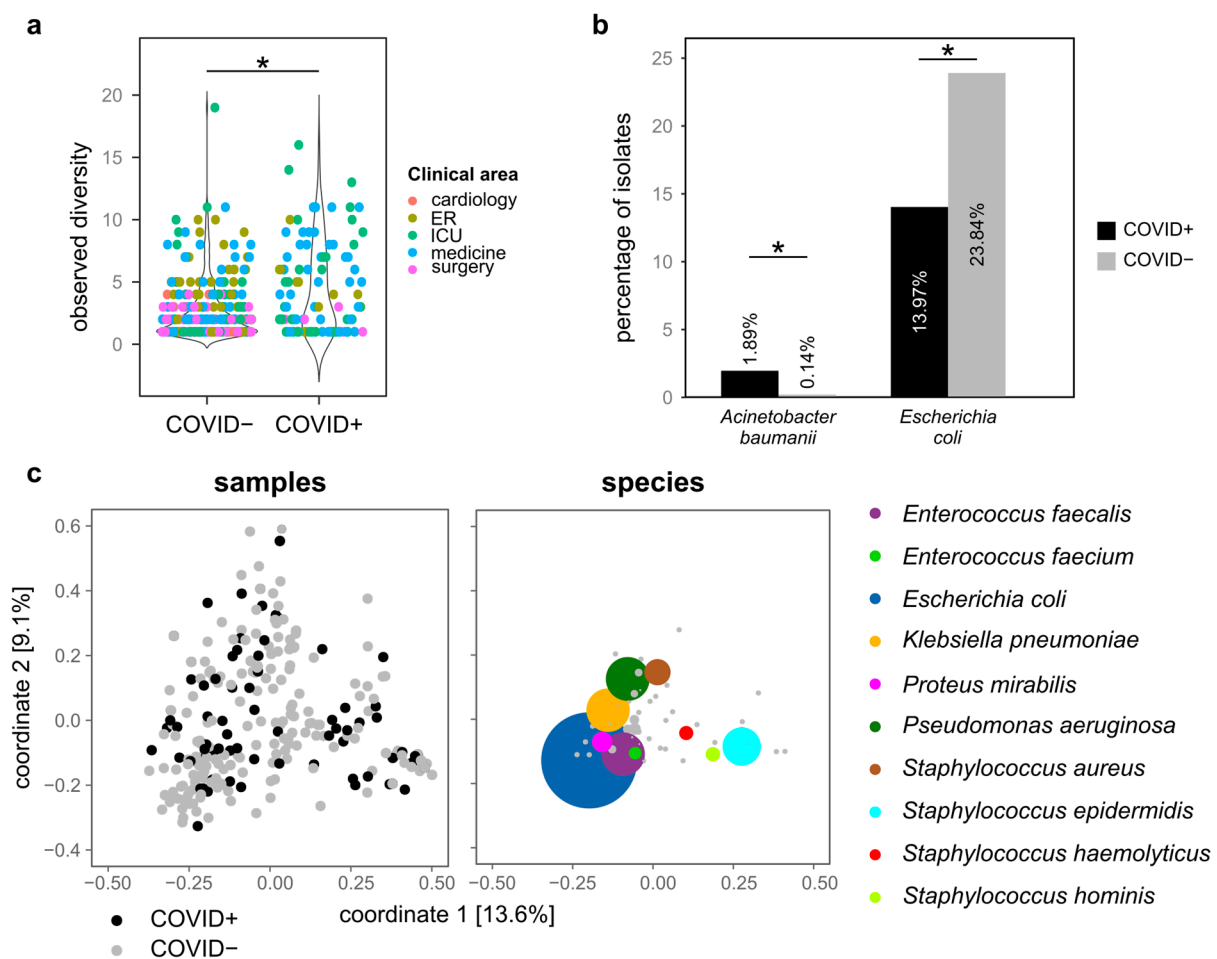 a
*
observed diversity
20
15
10
5
0
COVID−
COVID+
Clinical area
cardiology
ER
ICU
medicine
surgery
b
percentage of isolates
25
20
15
10
5
0
*
*
1.89%
0.14%
13.97%
23.84%
Acinetobacter
baumanii
Escherichia
coli
COVID+
COVID−
c
samples
coordinate 2 [9.1%]
0.6
0.4
0.2
0.0
−0.2
−0.4
−0.50
−0.25
0.00
0.25
0.50
species
−0.50
−0.25
0.00
0.25
0.50
coordinate 1 [13.6%]
COVID+
COVID−
Enterococcus faecalis
Enterococcus faecium
Escherichia coli
Klebsiella pneumoniae
Proteus mirabilis
Pseudomonas aeruginosa
Staphylococcus aureus
Staphylococcus epidermidis
Staphylococcus haemolyticus
Staphylococcus hominis